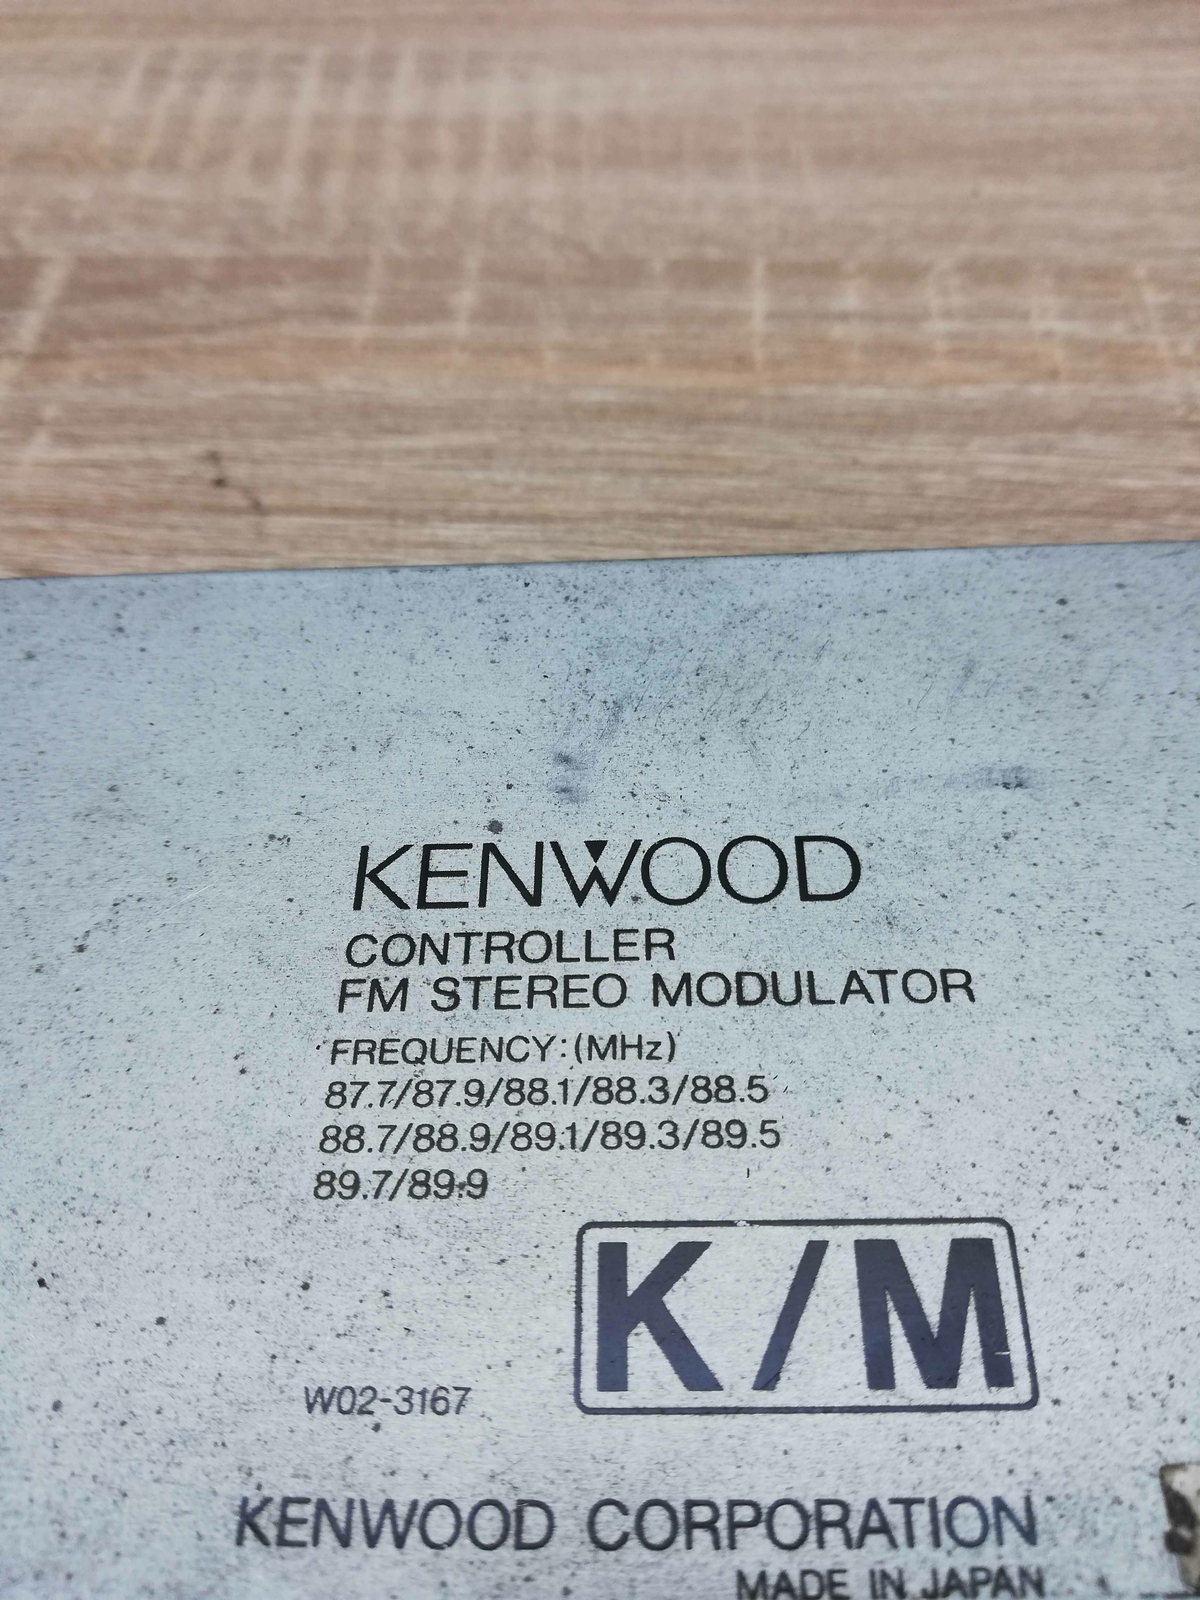 KENWOOD
CONTROLLER
FM STEREO MODULATOR
FREQUENCY:(MHz)
87.7/87.9/88.1/88.3/88.5
88.7/88.9/89.1/89.3/89.5
89.7/89.9
K/M
W02-3167
KENWOOD CORPORATION
MADE IN JAPAN